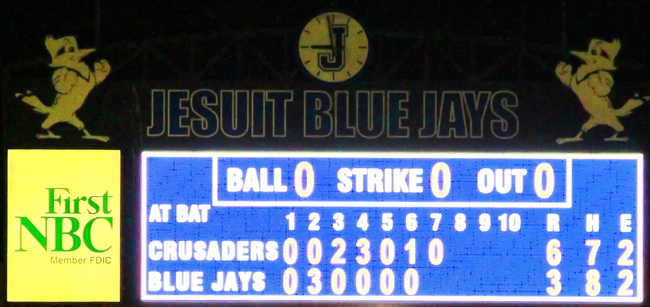 J
JESUIT BLUE JAYS
First
NBC
Member FDIC
BALL 0 STRIKE 0 OUT 0
AT BAT 1 2 3 4 5 6 7 8 9 10 R H E
CRUSADERS 0 0 2 3 0 1 0 6 7 2
BLUE JAYS 0 3 0 0 0 0 3 8 2